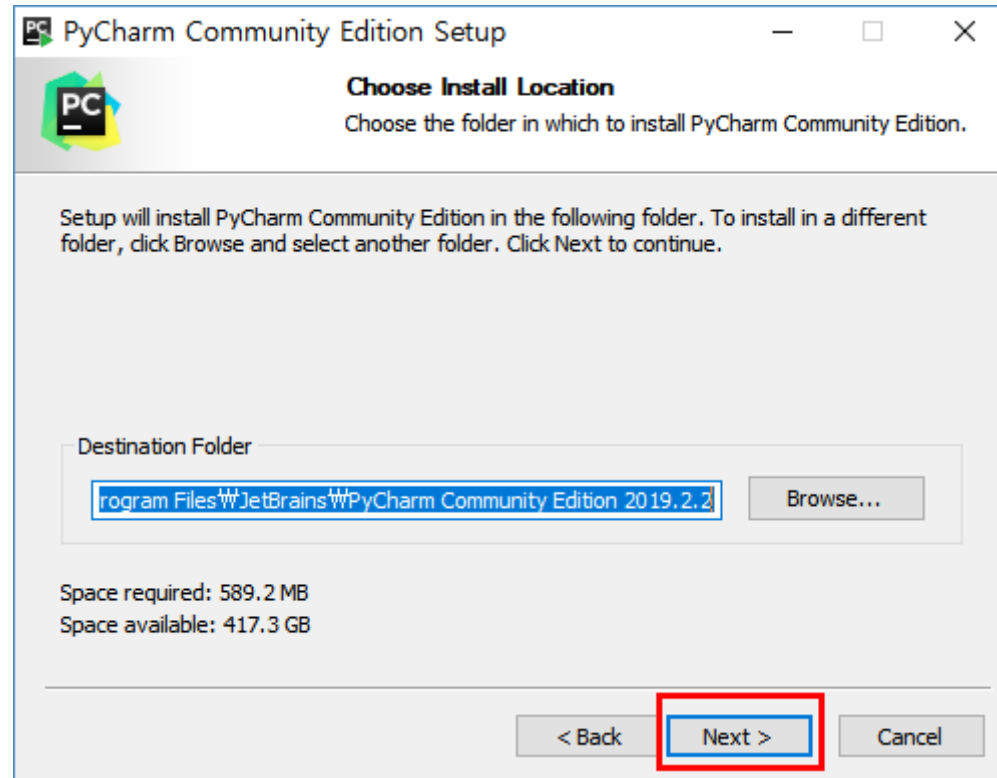 PyCharm Community Edition Setup
PC
Choose Install Location
Choose the folder in which to install PyCharm Community Edition.
Setup will install PyCharm Community Edition in the following folder. To install in a different
folder, click Browse and select another folder. Click Next to continue.
Destination Folder
rogram Files₩JetBrains₩PyCharm Community Edition 2019.2.2
Browse...
Space required: 589.2 MB
Space available: 417.3 GB
< Back
Next >
Cancel